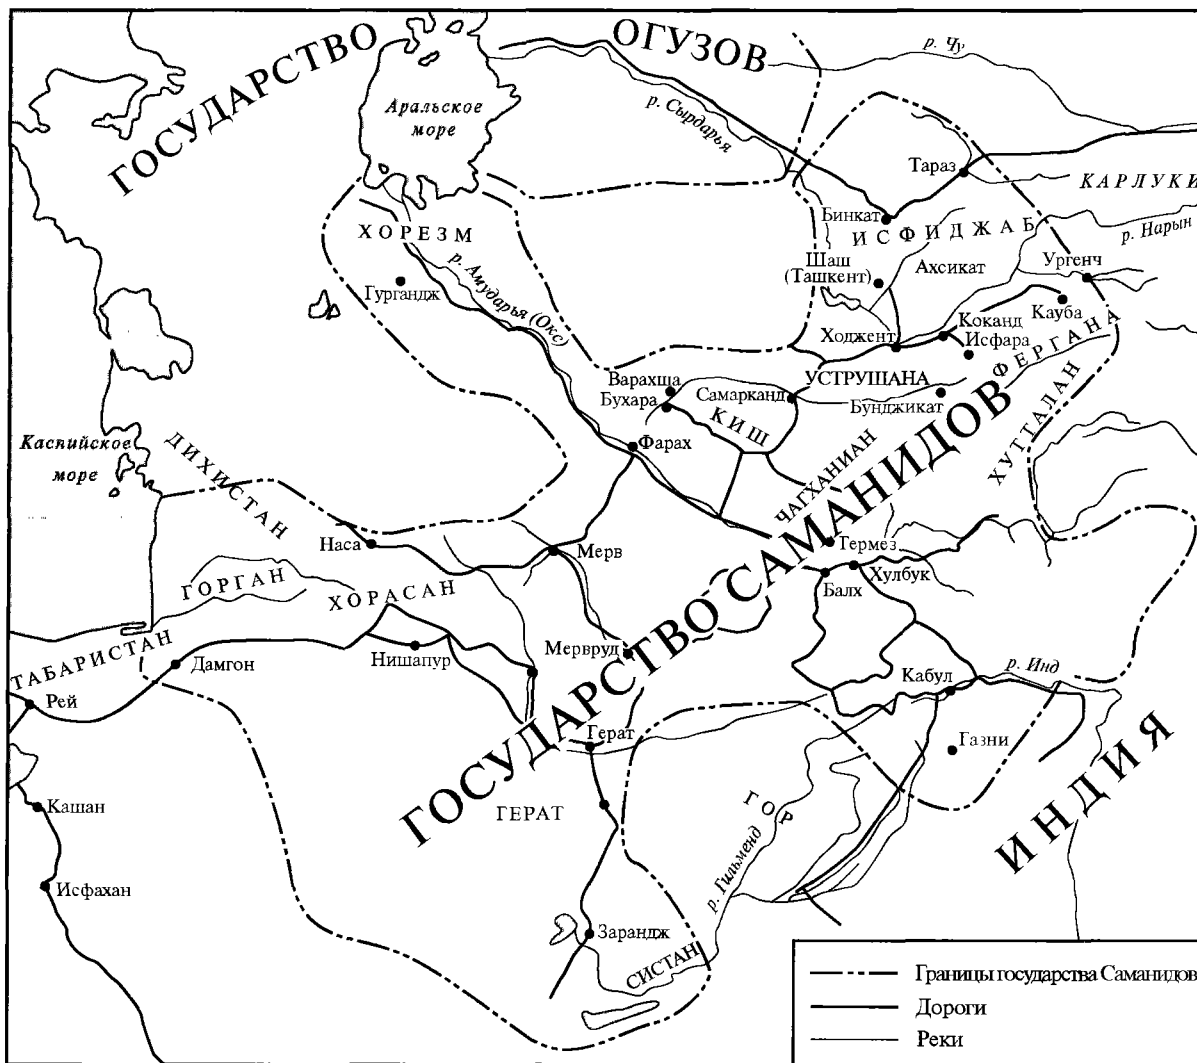 ГОСУДАРСТВО ОГУЗОВ
р. Чу
Аральское
море
р. Сырдарья
Тараз
КАРЛУКИ
Бинкат
ИСФИДЖАБ
р. Нарын
ХОРЕЗМ
Шаш
(Ташкент)
Ахсикат
Ургенч
Гургандж
р. Амударья (Окс)
Кауба
Коканд
Ходжент
Исфара
ФЕРГАНА
Варахша
Бухара
Самарканд
УСТРУШАНА
Бунджикат
КИШ
ХУТТАЛАН
Каспийское
море
ДИХИСТАН
Фарах
ЧАГХАНИАН
ГОСУДАРСТВО САМАНИДОВ
Наса
Мерв
Термез
Хулбук
Балх
ГОРГАН
ХОРАСАН
ТАБАРИСТАН
Дамгон
Нишапур
Мервруд
Рей
Кабул
р. Инд
Герат
Газни
ИНДИЯ
Кашан
ГЕРАТ
ГОР
р. Гильменд
Исфахан
Зарандж
СИСТАН
Границы государства Саманидов
Дороги
Реки